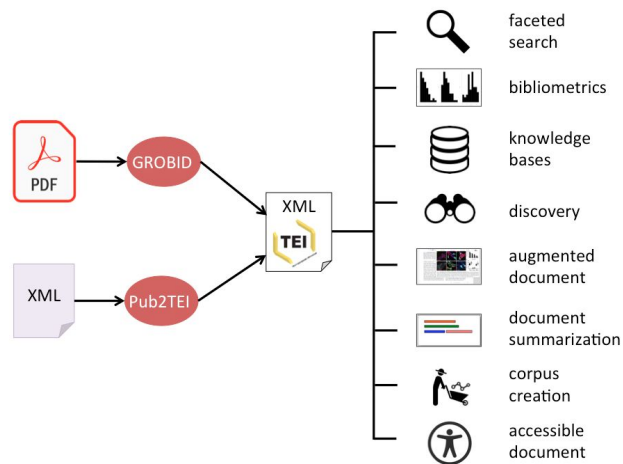 PDF
GROBID
XML
Pub2TEI
XML
TEI
faceted
search
bibliometrics
knowledge
bases
discovery
augmented
document
document
summarization
corpus
creation
accessible
document